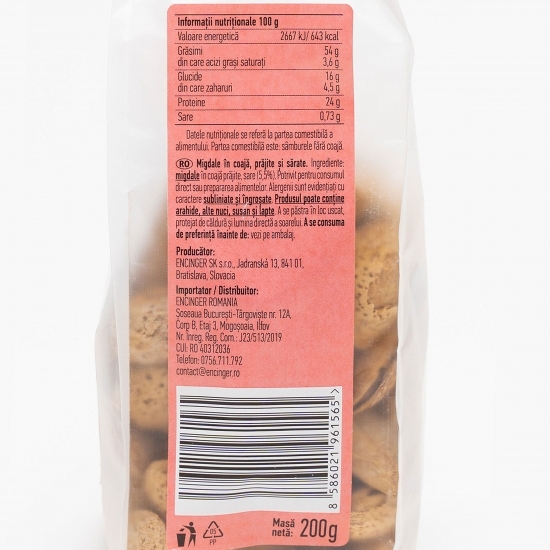 Informații nutriționale 100 g
Valoare energetică 2667 kJ/ 643 kcal
Grăsimi 54 g
din care acizi grași saturați 3,6 g
Glucide 16 g
din care zaharuri 4,5 g
Proteine 24 g
Sare 0,73 g
Datele nutriționale se referă la partea comestibilă a
alimentului. Partea comestibilă este: sâmburele fără coajă.
RO Migdale în coajă, prăjite și sărate. Ingrediente:
migdale în coajă prăjite, sare (5,5%). Potrivit pentru consumul
direct sau prepararea alimentelor. Alergenii sunt evidențiați cu
caractere subliniate și îngroșate. Produsul poate conține
arahide, alte nuci, susan și lapte. A se păstra în loc uscat,
protejat de căldură și lumina directă a soarelui. A se consuma
de preferință înainte de: vezi pe ambalaj.
Producător:
ENCINGER SK s.r.o., Jadranská 13, 841 01,
Bratislava, Slovacia
Importator / Distribuitor:
ENCINGER ROMANIA
Soseaua București-Târgoviște nr. 12A,
Corp B, Etaj 3, Mogoșoaia, Ilfov
Nr. Înreg. Reg. Com.: J23/513/2019
CUI: RO 40312036
Telefon: 0756.711.792
contact@encinger.ro
8 586021 961565 >
05
PP
Masă
netă: 200g